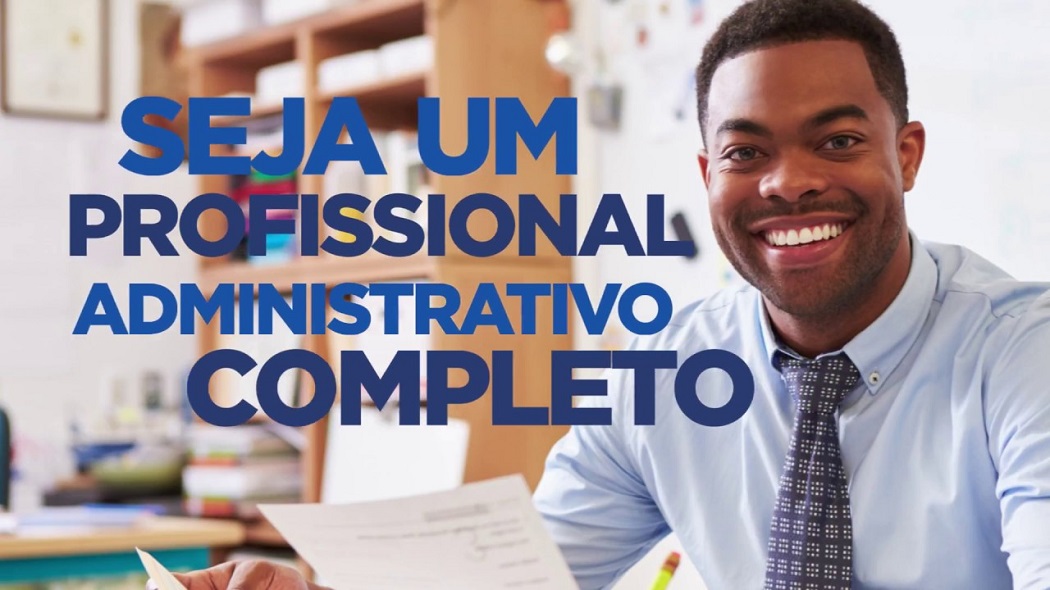 SEJA UM
PROFISSIONAL
ADMINISTRATIVO
COMPLETO